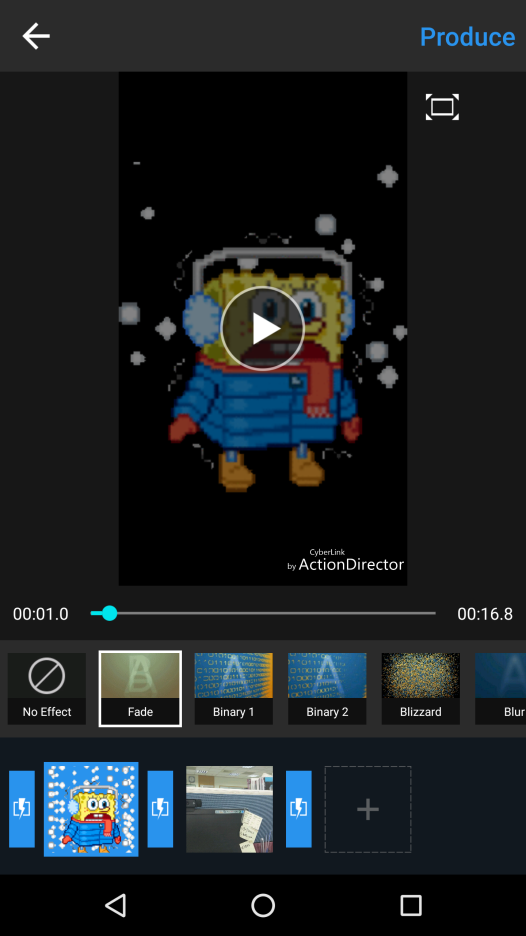 Produce
CyberLink
by ActionDirector
00:01.0
00:16.8
No Effect
Fade
Binary 1
Binary 2
Blizzard
Blur